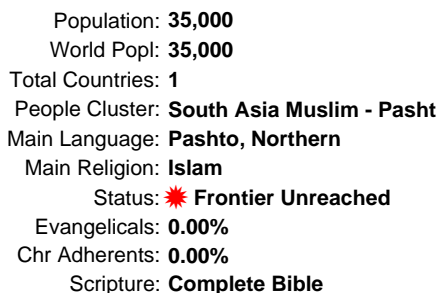 Population: 35,000
World Popl: 35,000
Total Countries: 1
People Cluster: South Asia Muslim - Pasht
Main Language: Pashto, Northern
Main Religion: Islam
Status: Frontier Unreached
Evangelicals: 0.00%
Chr Adherents: 0.00%
Scripture: Complete Bible